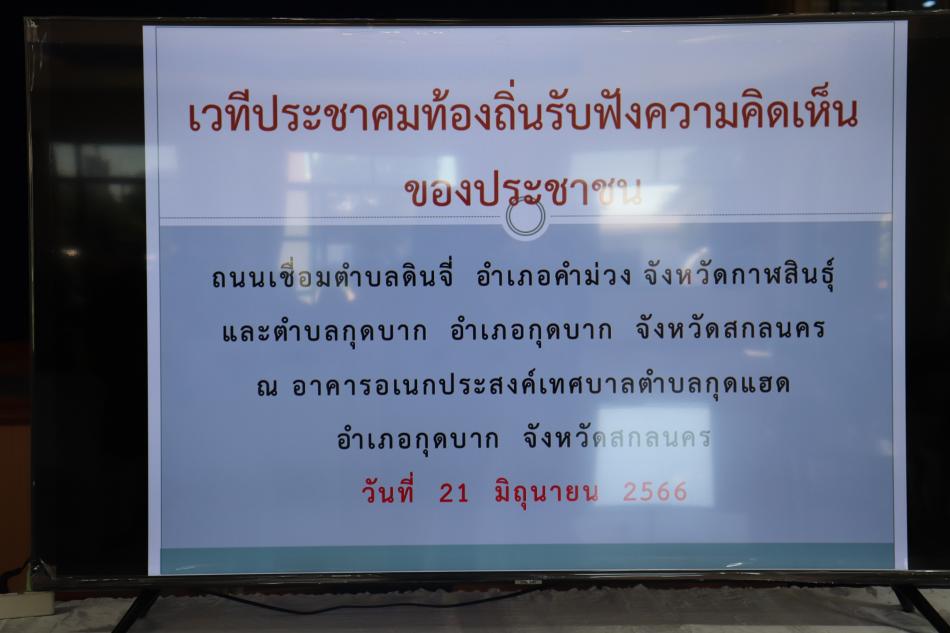 เวทีประชาคมท้องถิ่นรับฟังความคิดเห็น
ของประชาชน
ถนนเชื่อมตำบลดินจี่ อำเภอคำม่วง จังหวัดกาฬสินธุ์
และตำบลกุดบาก อำเภอกุดบาก จังหวัดสกลนคร
ณ อาคารอเนกประสงค์เทศบาลตำบลกุดแฮด
อำเภอกุดบาก จังหวัดสกลนคร
วันที่ 21 มิถุนายน 2566